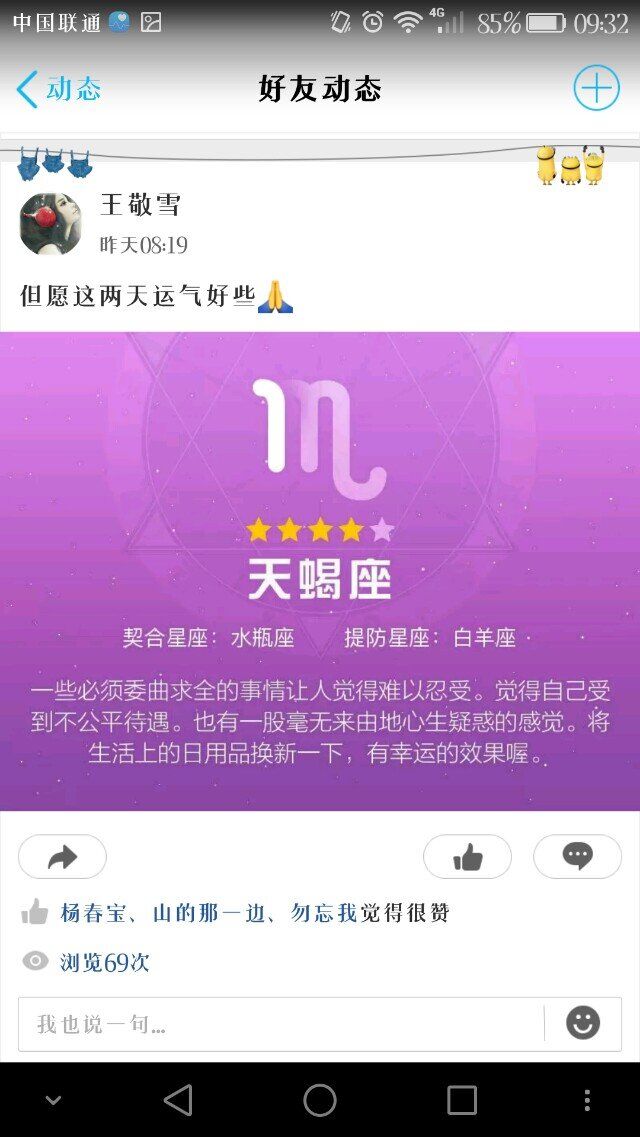 中国联通 4G 85% 09:32
动态 好友动态
王敬雪
昨天08:19
但愿这两天运气好些
天蝎座
契合星座：水瓶座 提防星座：白羊座
一些必须委曲求全的事情让人觉得难以忍受。觉得自己受
到不公平待遇。也有一股毫无来由地心生疑惑的感觉。将
生活上的日用品换新一下，有幸运的效果喔。
杨春宝、山的那一边、勿忘我觉得很赞
浏览69次
我也说一句...